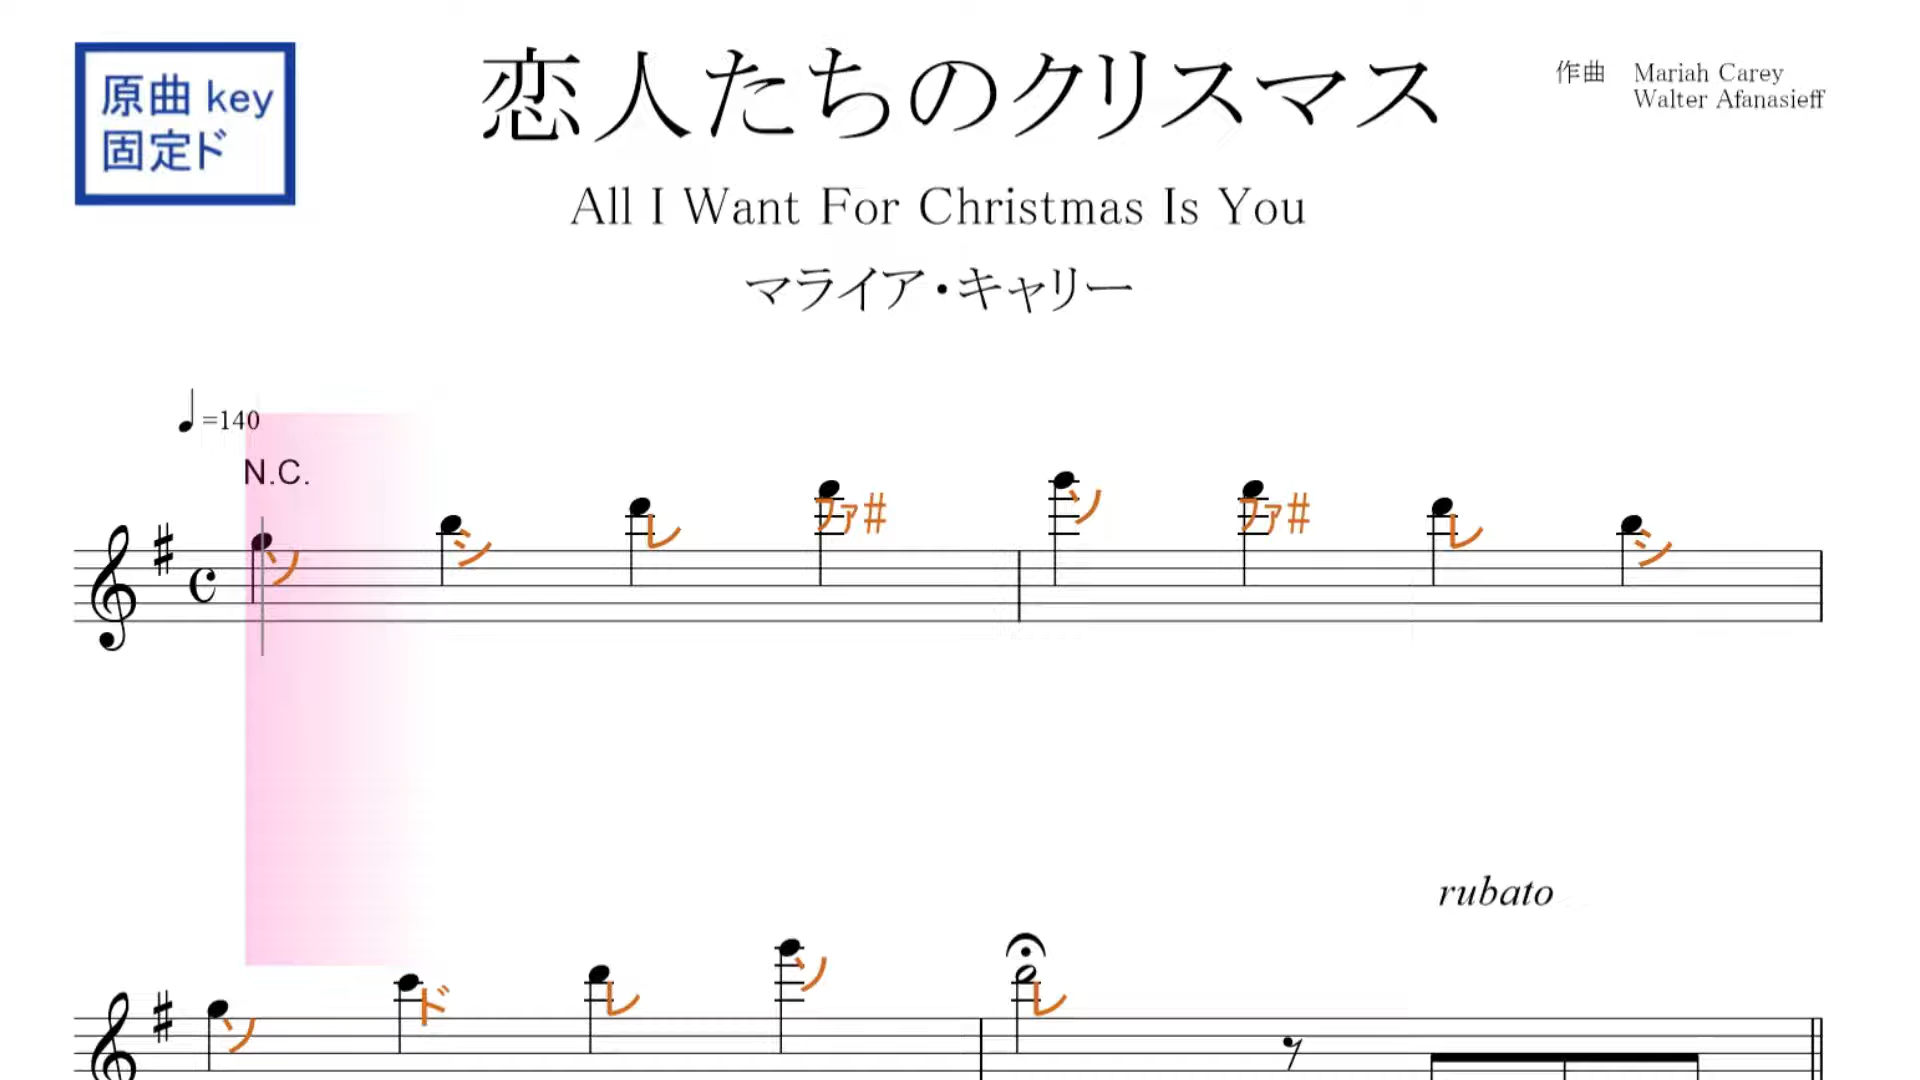 原曲 key
固定ド
恋人たちのクリスマス
作曲 Mariah Carey
Walter Afanasieff
All I Want For Christmas Is You
マライア・キャリー
=140
N.C.
ソ シ レ ファ# ソ ファ# レ シ
rubato
ソ ド レ ソ レ